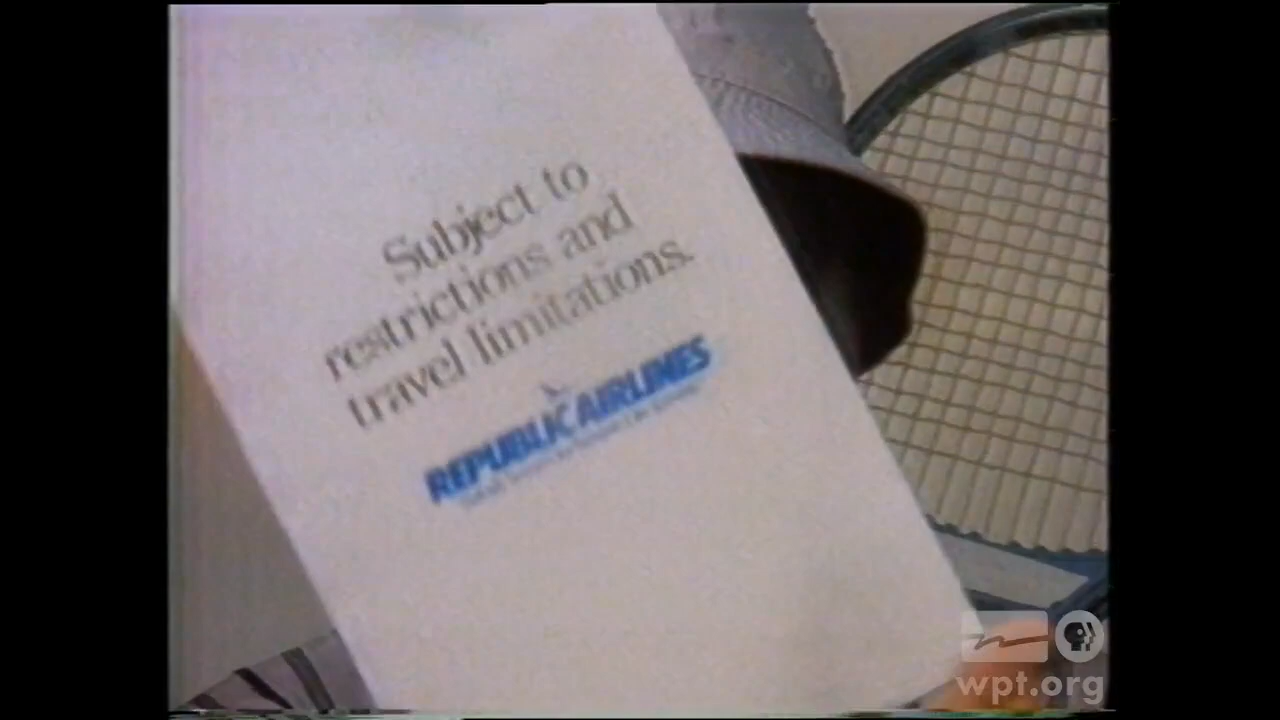 Subject to
restrictions and
travel limitations.
REPUBLIC AIRLINES
wpt.org